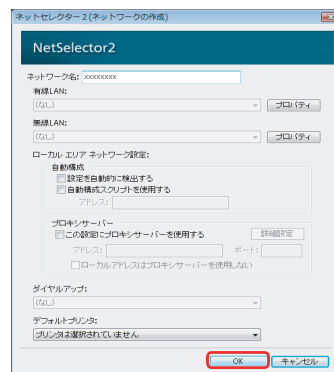 ネットセレクター2(ネットワークの作成)
NetSelector2
ネットワーク名: xxxxxxxx
有線LAN:
(なし) プロパティ
無線LAN:
(なし) プロパティ
ローカル エリア ネットワーク設定:
自動構成
設定を自動的に検出する
自動構成スクリプトを使用する
アドレス:
プロキシサーバー
この設定にプロキシサーバーを使用する 詳細設定
アドレス: ポート:
ローカルアドレスはプロキシサーバーを使用しない
ダイヤルアップ:
(なし)
デフォルトプリンタ:
プリンタは選択されていません
OK キャンセル